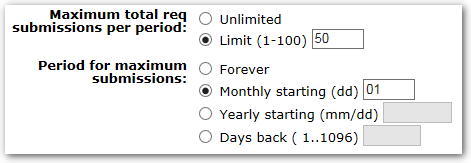 Maximum total req submissions per period:
Unlimited
Limit (1-100) 50
Period for maximum submissions:
Forever
Monthly starting (dd) 01
Yearly starting (mm/dd)
Days back ( 1..1096)